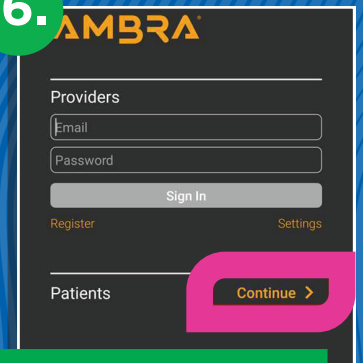 6.
AMBRA
Providers
Email
Password
Sign In
Register Settings
Patients Continue >